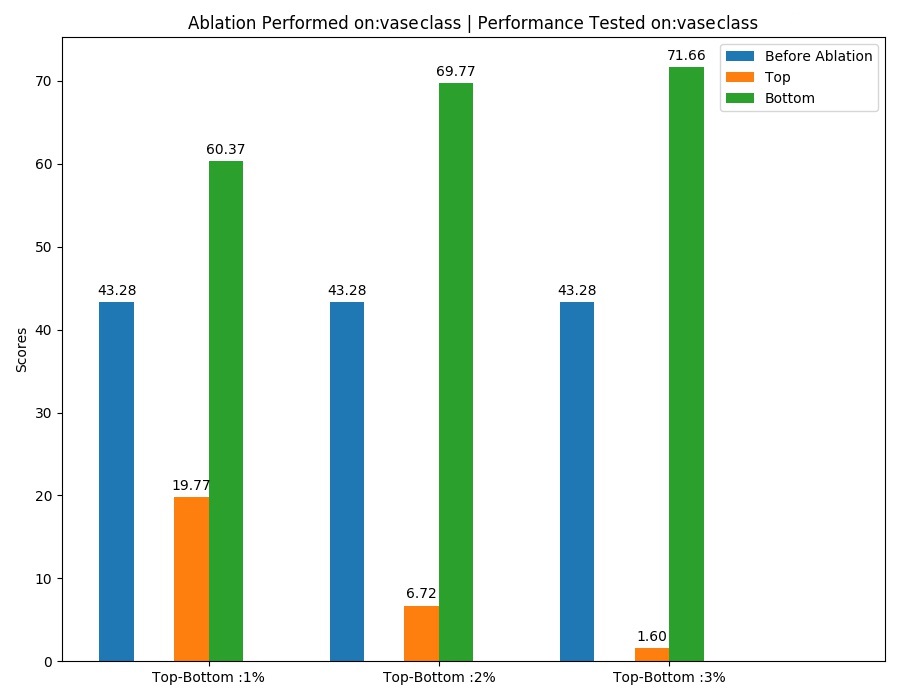 Ablation Performed on:vaseclass | Performance Tested on:vaseclass
Before Ablation
Top
Bottom
Scores
70
60
50
40
30
20
10
0
43.28
19.77
60.37
43.28
6.72
69.77
43.28
1.60
71.66
Top-Bottom :1%
Top-Bottom :2%
Top-Bottom :3%